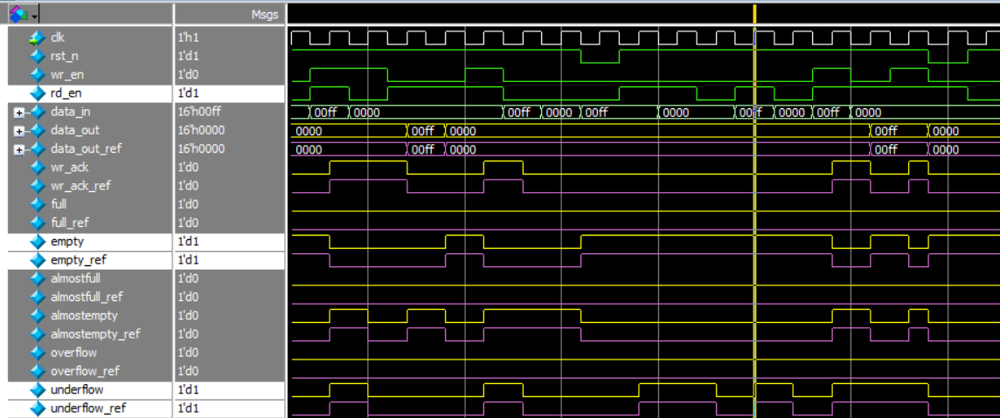 Msgs
clk 1'h1
rst_n 1'd1
wr_en 1'd0
rd_en 1'd1
data_in 16'h00ff 00ff 0000 00ff 0000 00ff 0000 00ff 0000 00ff 0000
data_out 16'h0000 0000 00ff 0000 00ff 0000
data_out_ref 16'h0000 0000 00ff 0000 00ff 0000
wr_ack 1'd0
wr_ack_ref 1'd0
full 1'd0
full_ref 1'd0
empty 1'd1
empty_ref 1'd1
almostfull 1'd0
almostfull_ref 1'd0
almostempty 1'd0
almostempty_ref 1'd0
overflow 1'd0
overflow_ref 1'd0
underflow 1'd1
underflow_ref 1'd1